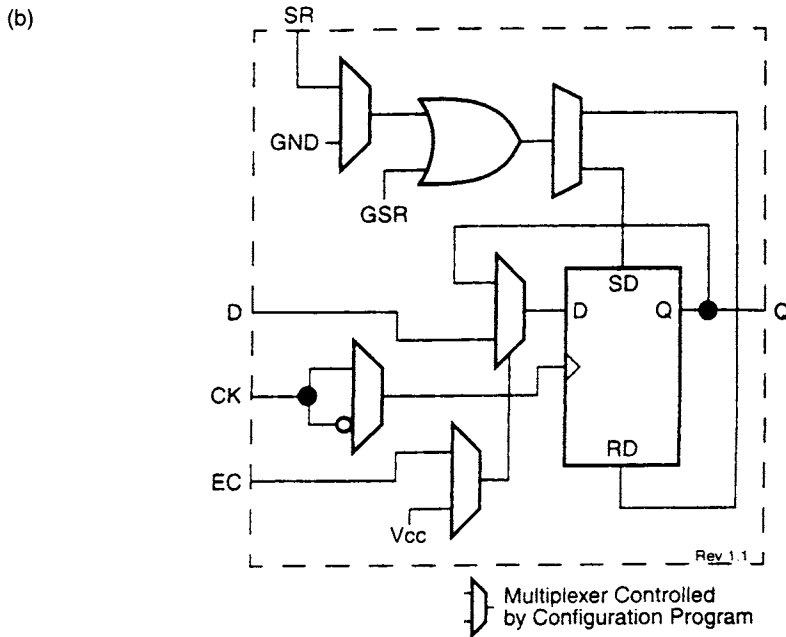 (b)
SR
GND
GSR
SD
D
D
Q
Q
CK
RD
EC
Vcc
Rev 1.1
Multiplexer Controlled
by Configuration Program